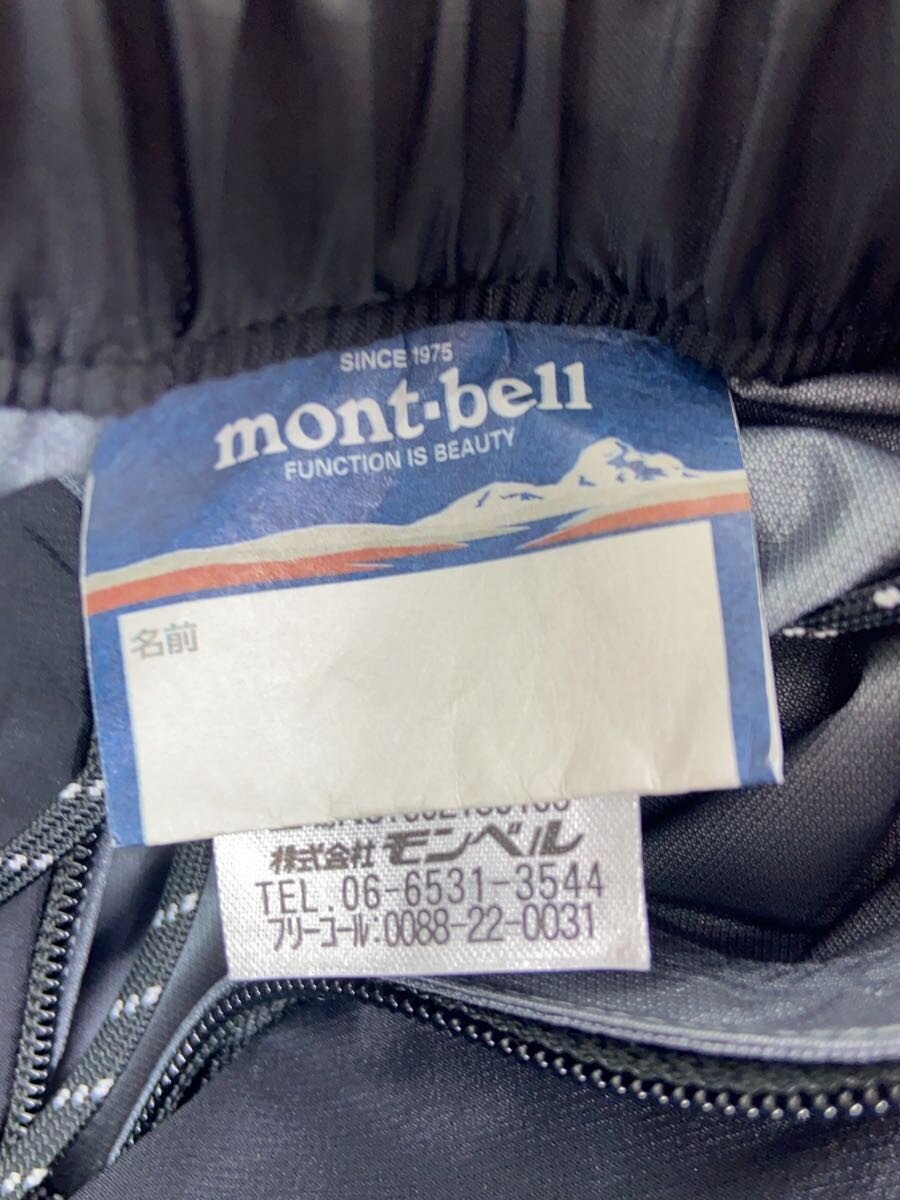 SINCE 1975
mont-bell
FUNCTION IS BEAUTY
名前
株式会社 モンベル
TEL.06-6531-3544
フリーコール:0088-22-0031